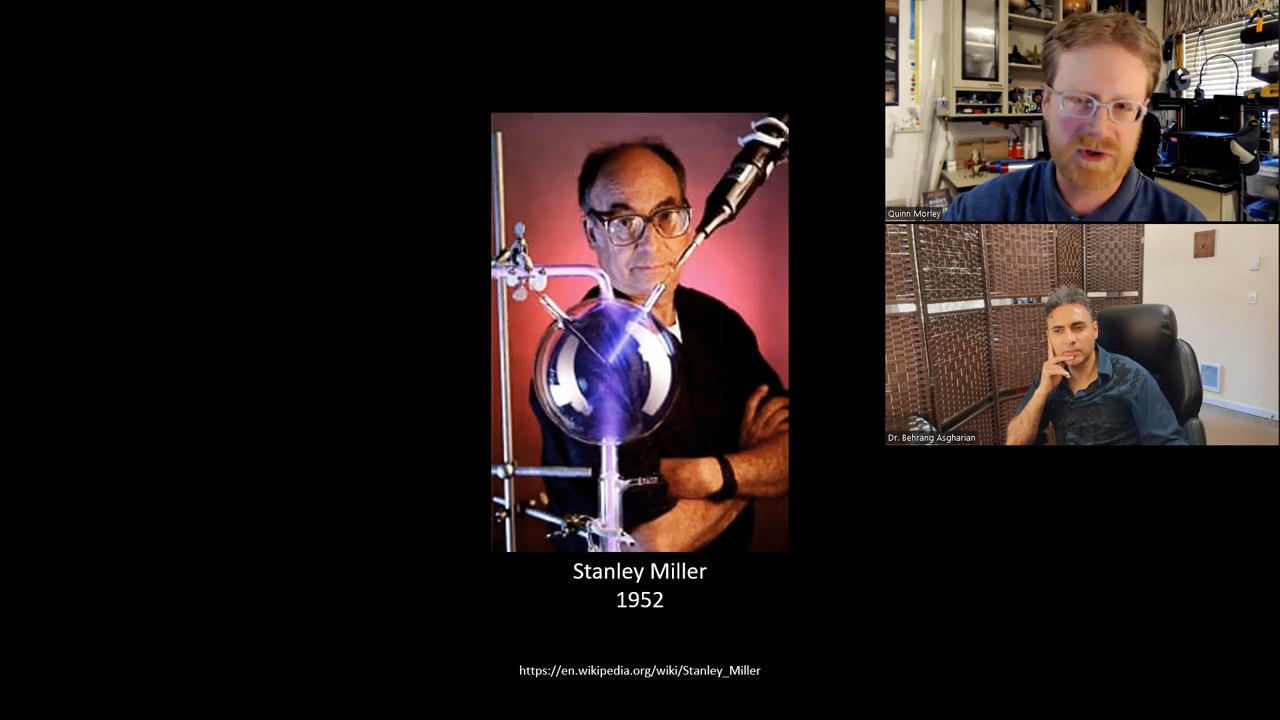 Quinn Morley
Dr. Behrang Asgharian
Stanley Miller
1952
https://en.wikipedia.org/wiki/Stanley_Miller